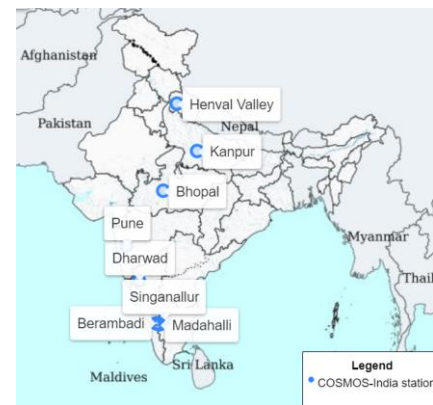 Afghanistan
Henval Valley
Nepal
Pakistan
Kanpur
Bhopal
Pune
Myanmar
Dharwad
Thail
Singanallur
Berambadi
Madahalli
Sri Lanka
Maldives
Legend
COSMOS-India station